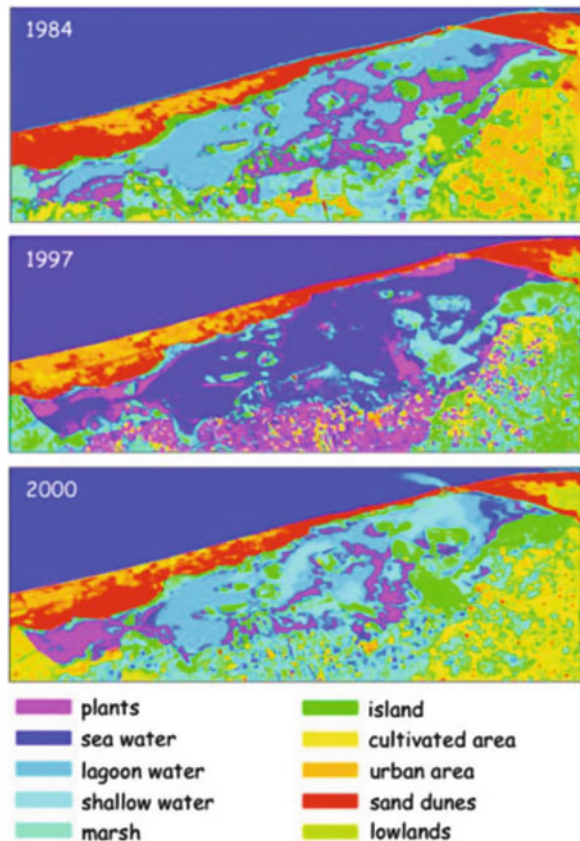 1984
1997
2000
plants
sea water
lagoon water
shallow water
marsh
island
cultivated area
urban area
sand dunes
lowlands